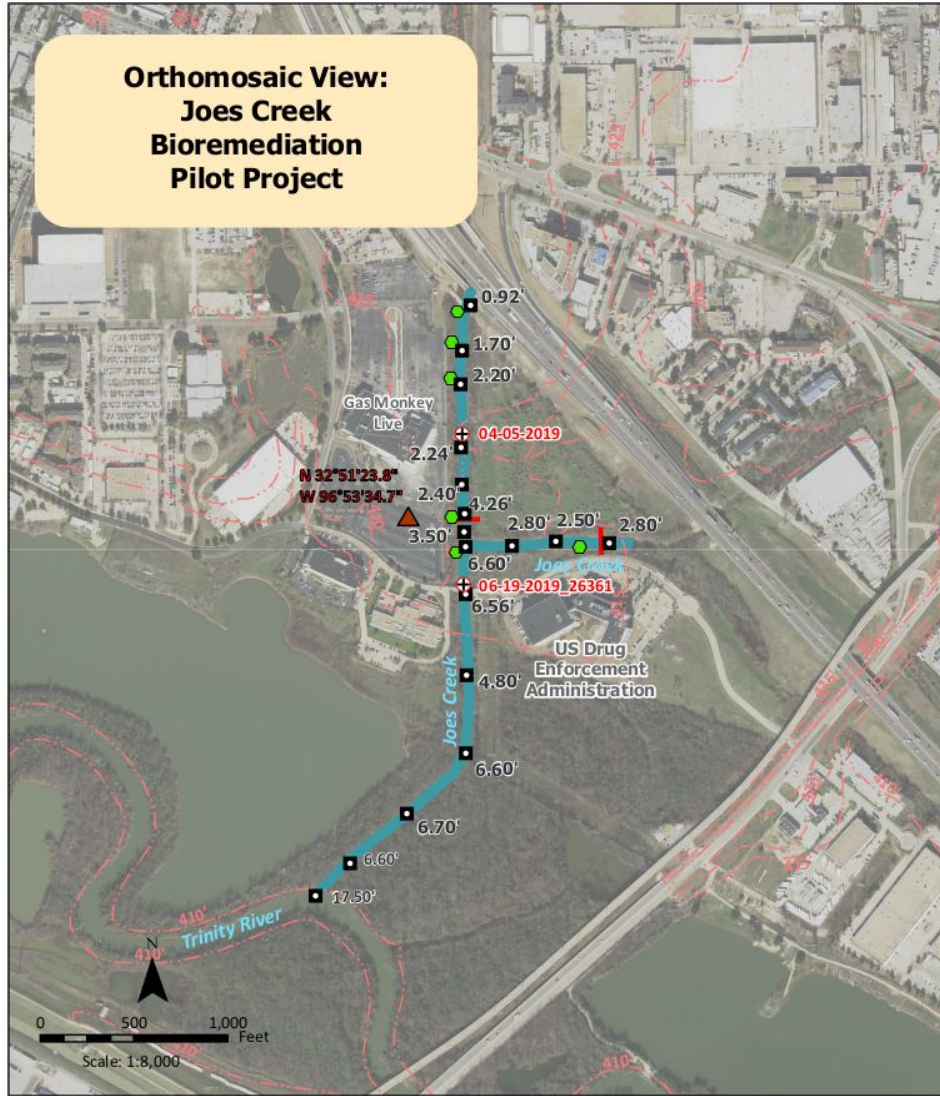 Orthomosaic View:
Joes Creek
Bioremediation
Pilot Project
425'
415'
0.92'
1.70'
2.20'
Gas Monkey
Live
04-05-2019
2.24'
N 32°51'23.8"
W 96°53'34.7"
2.40'
4.26'
3.50'
2.80'
2.50'
2.80'
6.60'
Joes Creek
06-19-2019_26361
6.56'
415'
US Drug
Enforcement
Administration
4.80'
Joes Creek
6.60'
6.70'
6.60'
17.50'
410'
Trinity River
410'
N
0 500 1,000
Feet
Scale: 1:8,000
410'
410'